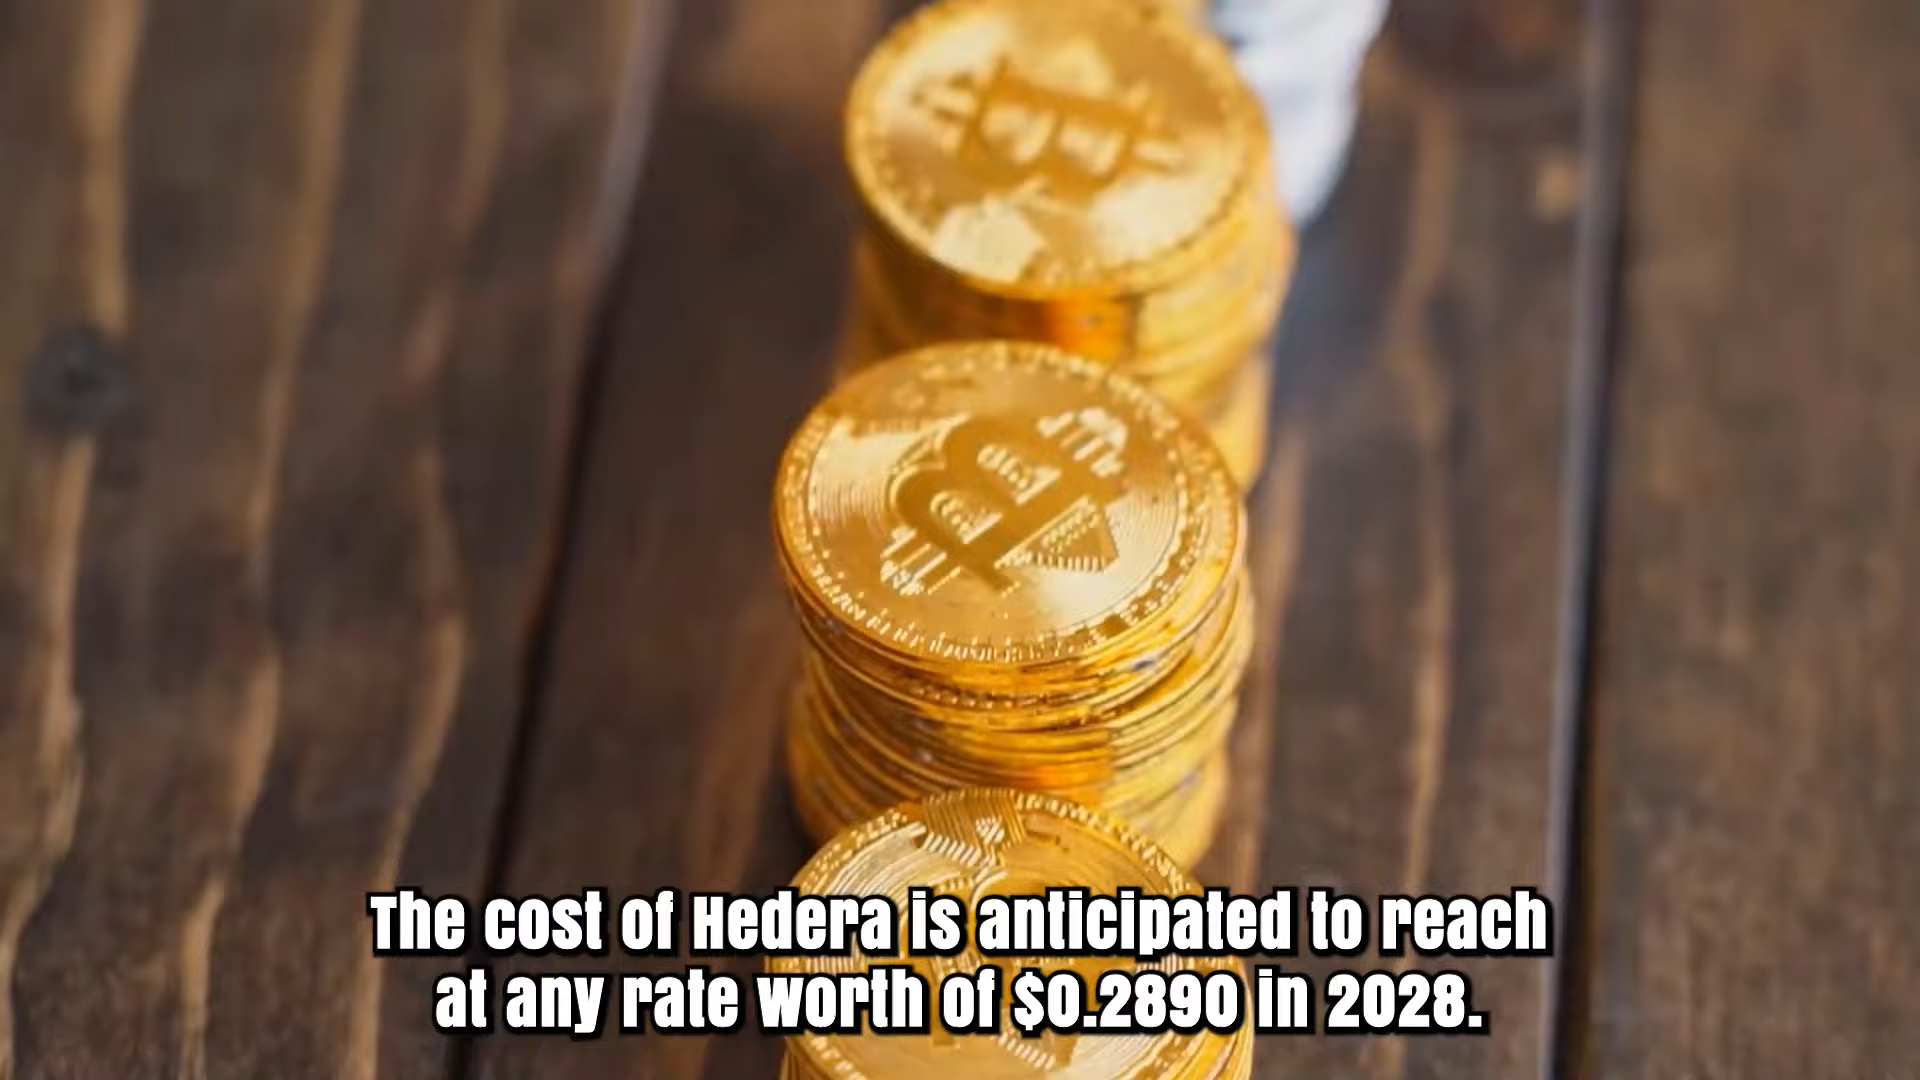 The cost of Hedera is anticipated to reach
at any rate worth of $0.2890 in 2028.